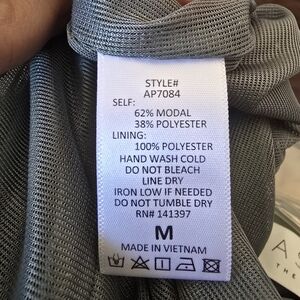 STYLE#
AP7084
SELF:
62% MODAL
38% POLYESTER
LINING:
100% POLYESTER
HAND WASH COLD
DO NOT BLEACH
LINE DRY
IRON LOW IF NEEDED
DO NOT TUMBLE DRY
RN# 141397
M
MADE IN VIETNAM